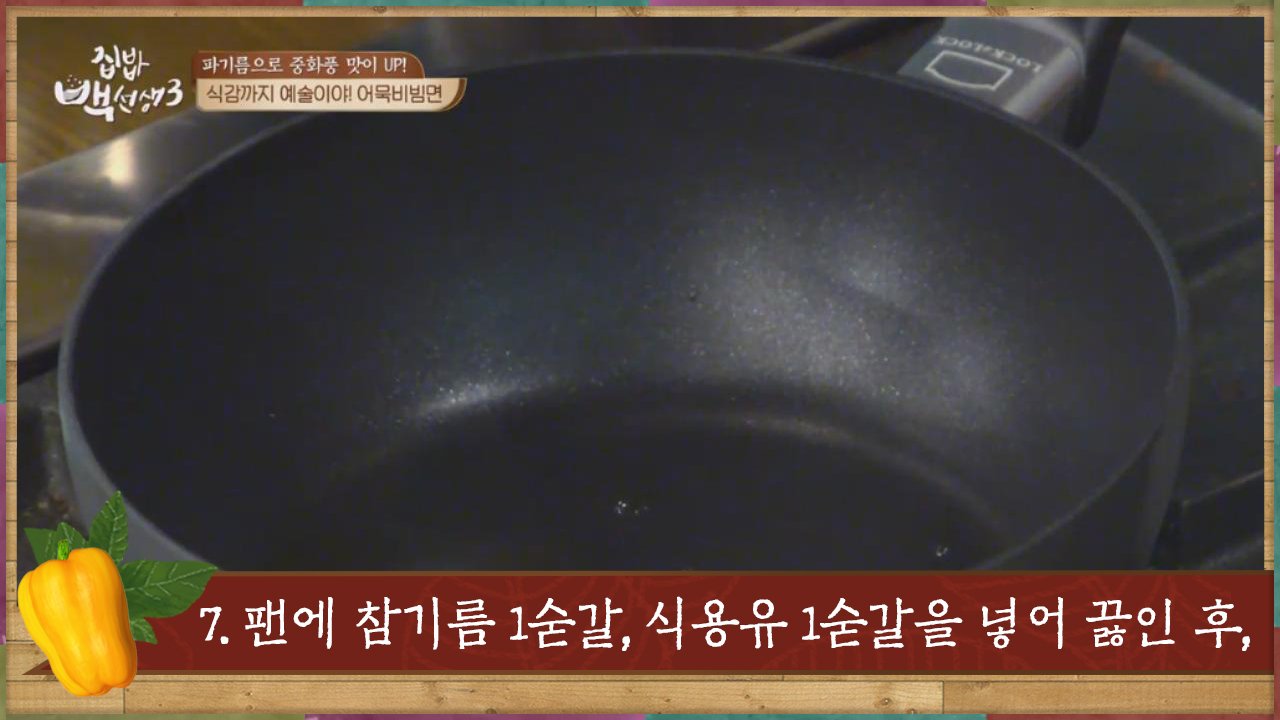 집밥
백선생3
파기름으로 중화풍 맛이 UP!
식감까지 예술이야! 어묵비빔면
LOCK&LOCK
7. 팬에 참기름 1숟갈, 식용유 1숟갈을 넣어 끓인 후,